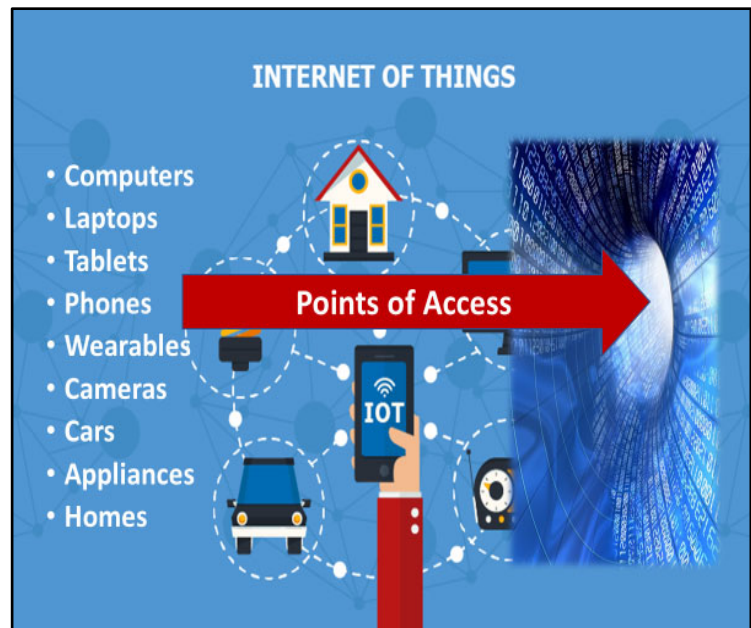 INTERNET OF THINGS
• Computers
• Laptops
• Tablets
• Phones
• Wearables
• Cameras
• Cars
• Appliances
• Homes
Points of Access
IOT